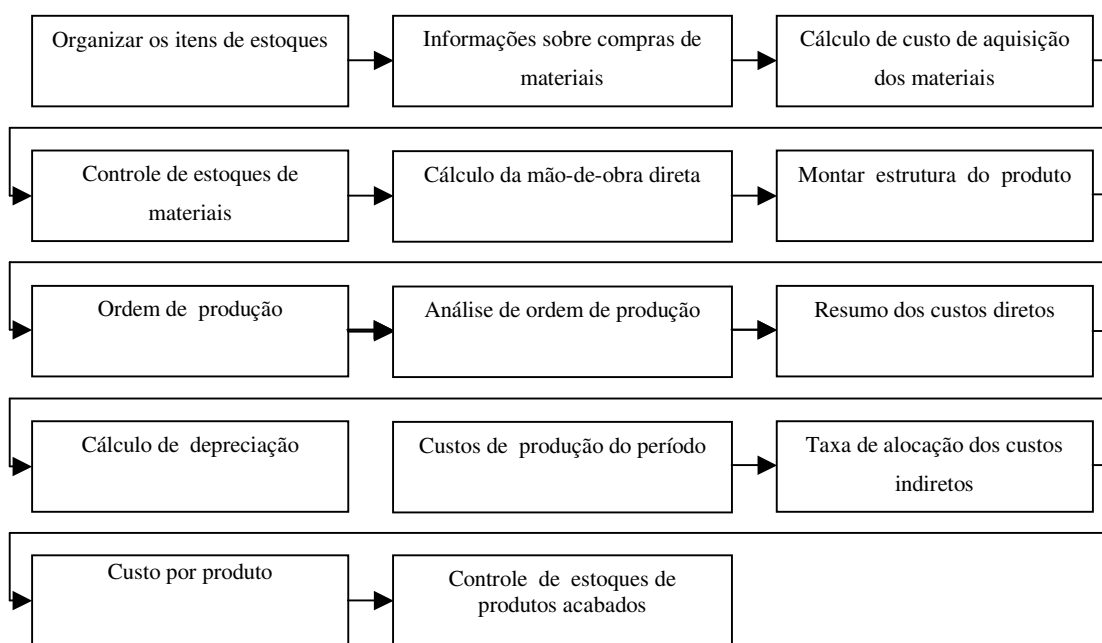 Organizar os itens de estoques
Informações sobre compras de
materiais
Cálculo de custo de aquisição
dos materiais
Controle de estoques de
materiais
Cálculo da mão-de-obra direta
Montar estrutura do produto
Ordem de produção
Análise de ordem de produção
Resumo dos custos diretos
Cálculo de depreciação
Custos de produção do período
Taxa de alocação dos custos
indiretos
Custo por produto
Controle de estoques de
produtos acabados